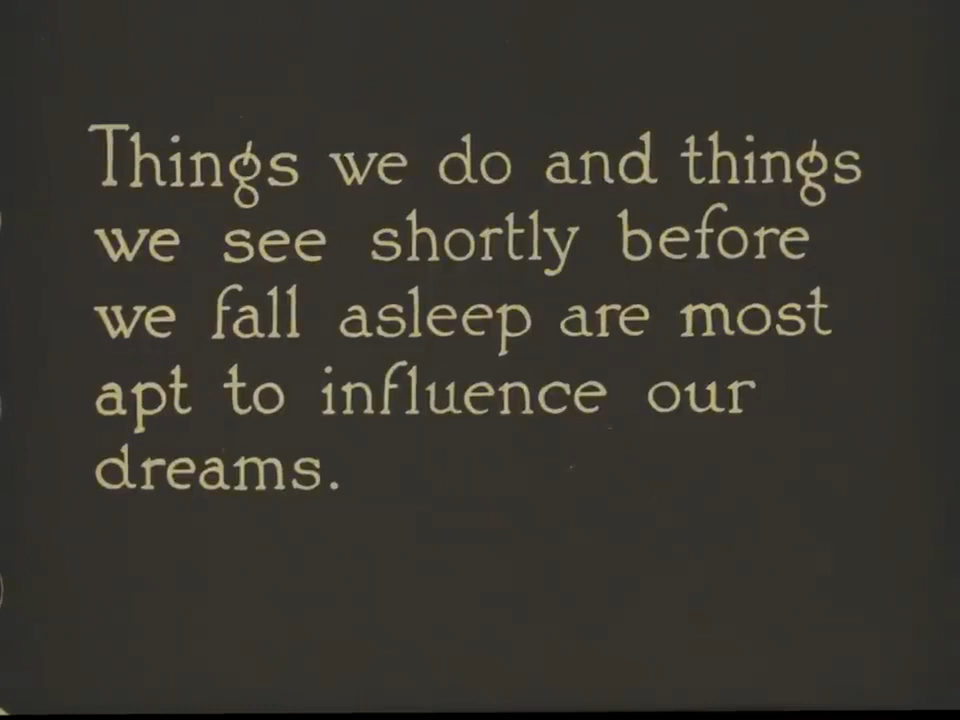 Things we do and things
we see shortly before
we fall asleep are most
apt to influence our
dreams.